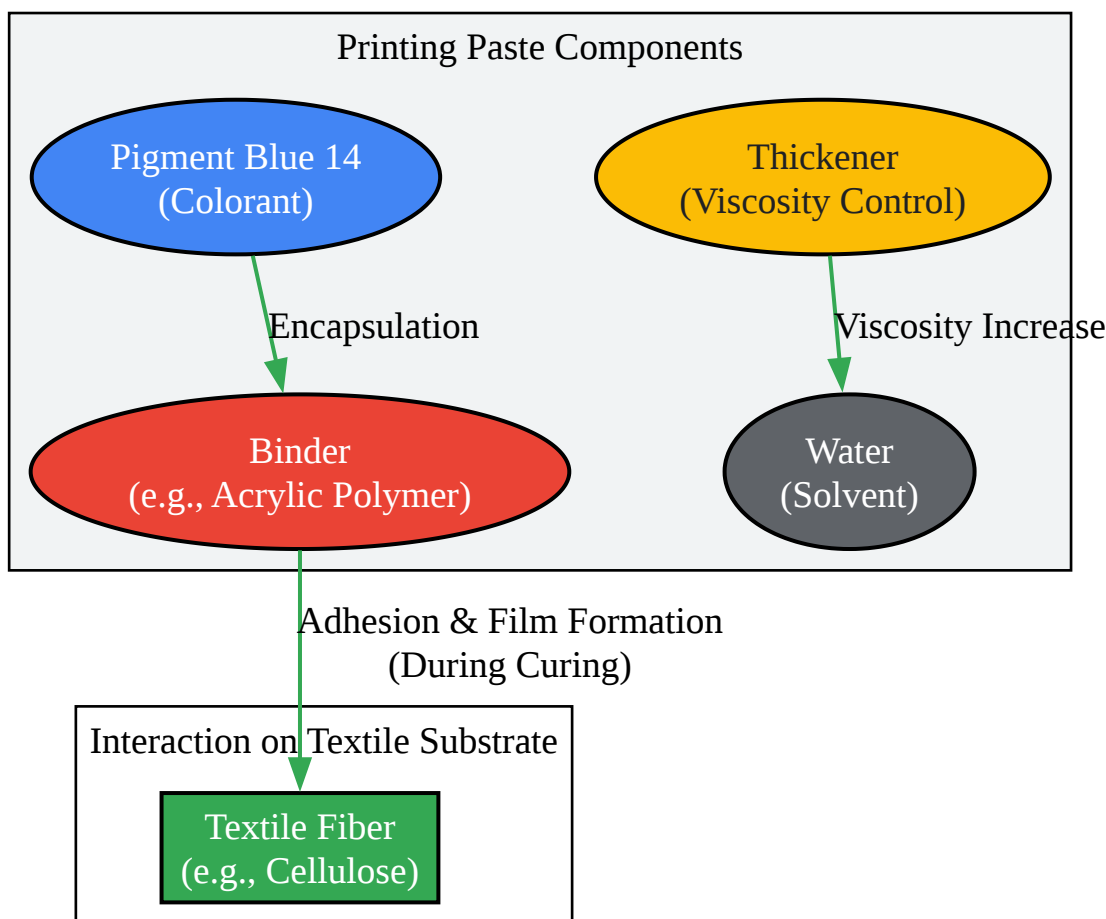 Printing Paste Components
Pigment Blue 14
(Colorant)
Thickener
(Viscosity Control)
Encapsulation
Viscosity Increase
Binder
(e.g., Acrylic Polymer)
Water
(Solvent)
Adhesion & Film Formation
(During Curing)
Interaction on Textile Substrate
Textile Fiber
(e.g., Cellulose)